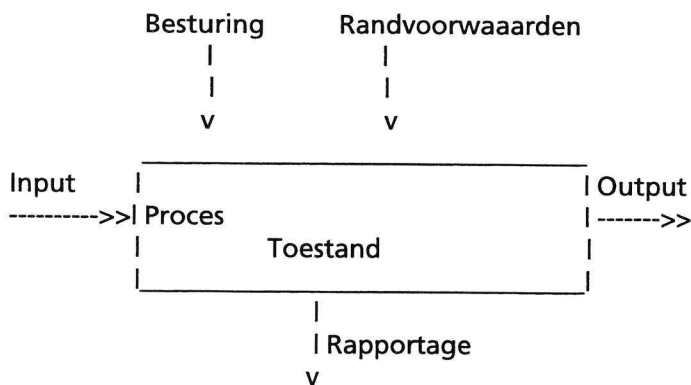 Besturing Randvoorwaaarden
Input
Output
Proces
Toestand
Rapportage